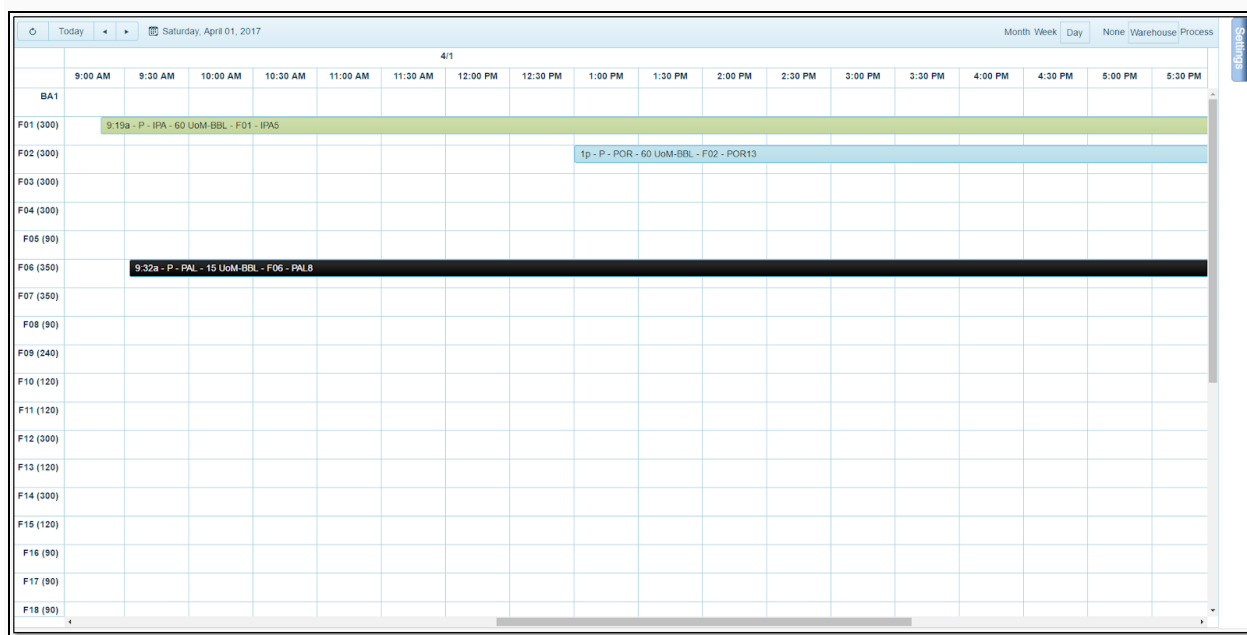 Today Saturday, April 01, 2017 Month Week Day None Warehouse Process
Settings
4/1
9:00 AM 9:30 AM 10:00 AM 10:30 AM 11:00 AM 11:30 AM 12:00 PM 12:30 PM 1:00 PM 1:30 PM 2:00 PM 2:30 PM 3:00 PM 3:30 PM 4:00 PM 4:30 PM 5:00 PM 5:30 PM
BA1
F01 (300) 9:19a - P - IPA - 60 UoM-BBL - F01 - IPA5
F02 (300) 1p - P - POR - 60 UoM-BBL - F02 - POR13
F03 (300)
F04 (300)
F05 (90)
F06 (350) 9:32a - P - PAL - 15 UoM-BBL - F06 - PAL8
F07 (350)
F08 (90)
F09 (240)
F10 (120)
F11 (120)
F12 (300)
F13 (120)
F14 (300)
F15 (120)
F16 (90)
F17 (90)
F18 (90)